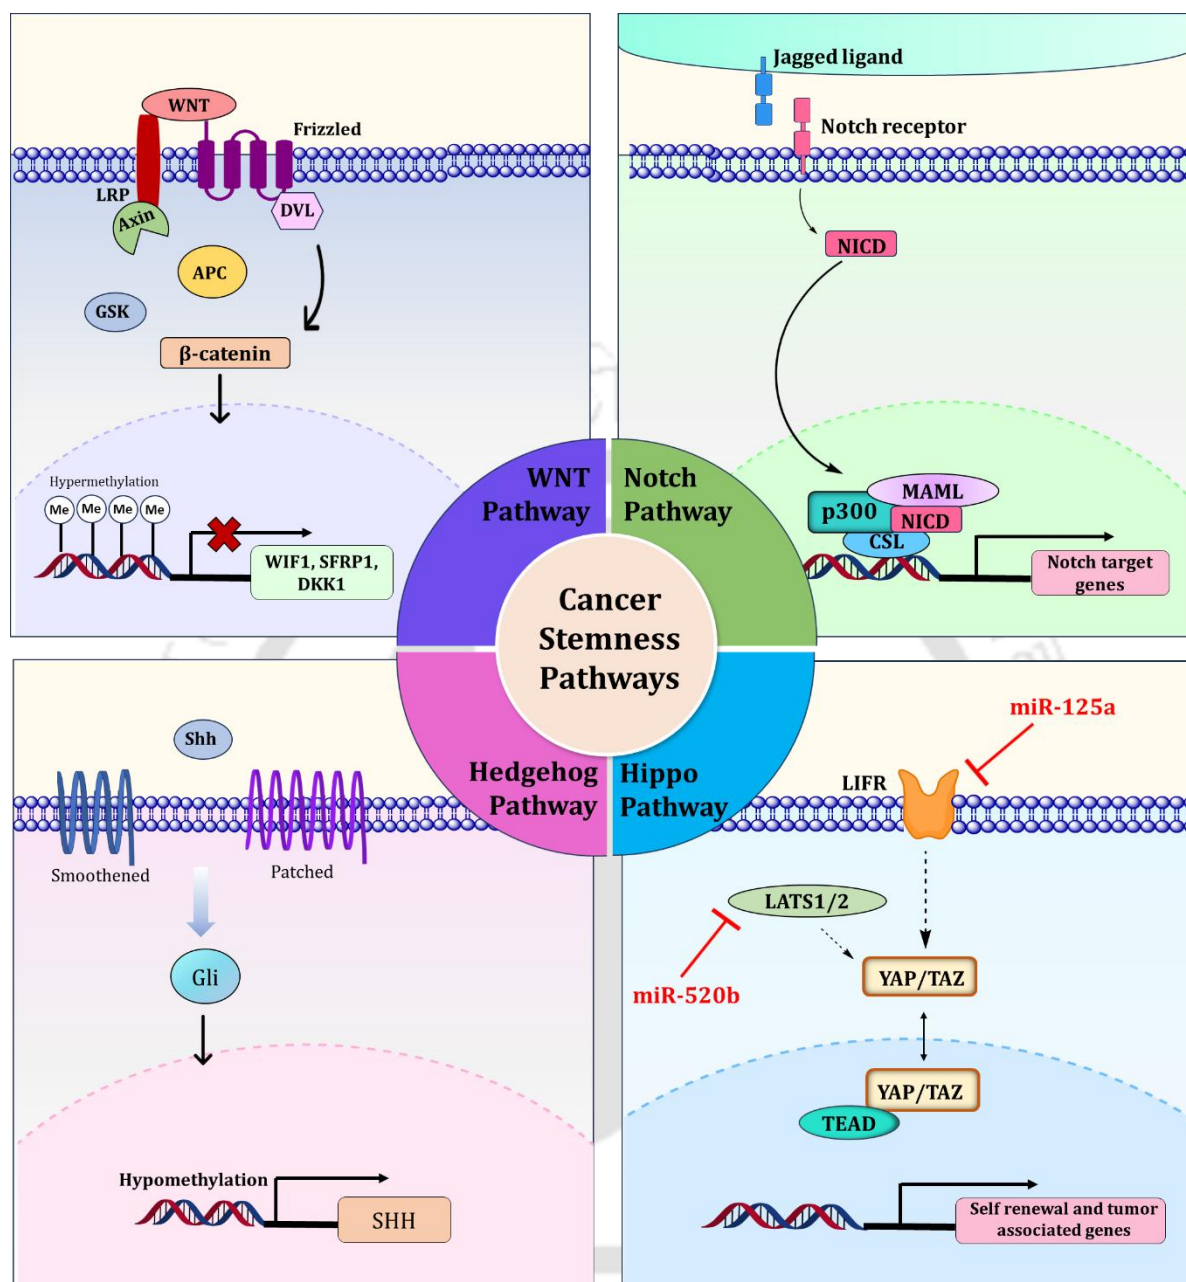 WNT
Frizzled
LRP
Axin
DVL
APC
GSK
β-catenin
Hypermethylation
Me
Me
Me
Me
WIF1, SFRP1,
DKK1
Jagged ligand
Notch receptor
NICD
MAML
p300
NICD
CSL
Notch target
genes
WNT
Pathway
Notch
Pathway
Cancer
Stemness
Pathways
Hedgehog
Pathway
Hippo
Pathway
Shh
Smoothened
Patched
Gli
Hypomethylation
SHH
miR-125a
LIFR
LATS1/2
miR-520b
YAP/TAZ
YAP/TAZ
TEAD
Self renewal and tumor
associated genes